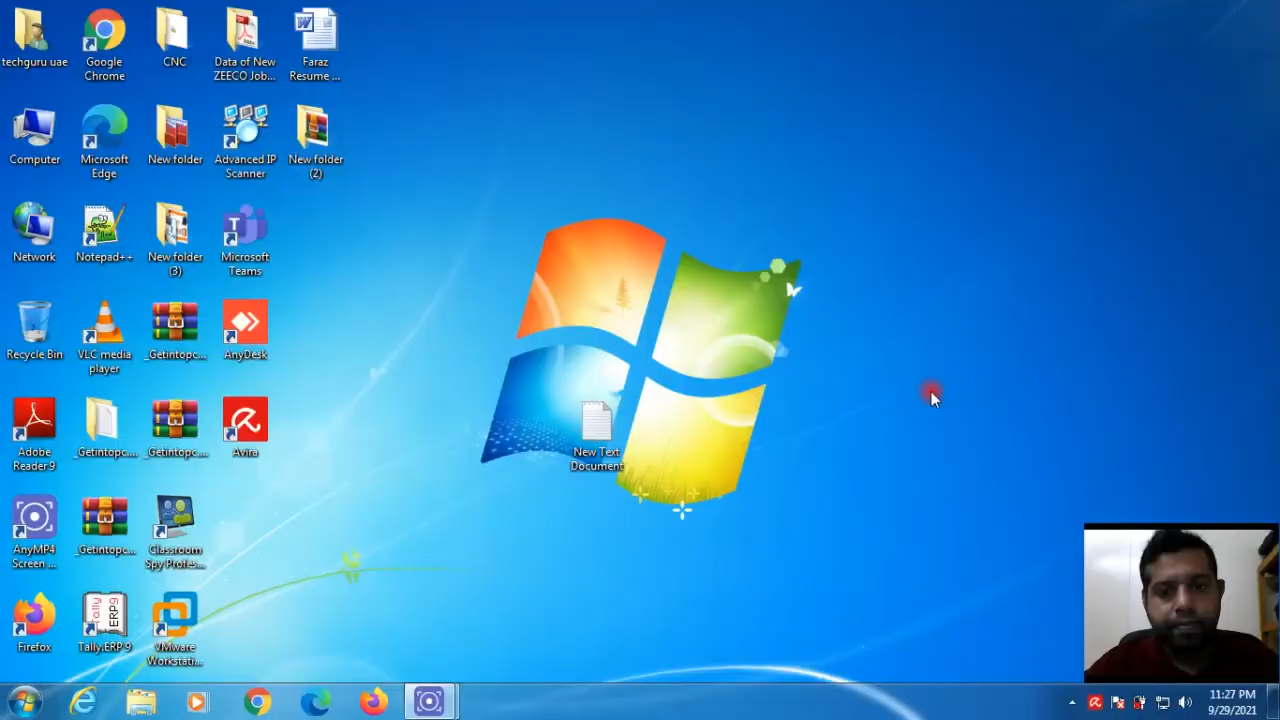 techguru uae
Google
Chrome
CNC
Data of New
ZEECO Job...
Faraz
Resume ...
Computer
Microsoft
Edge
New folder
Advanced IP
Scanner
New folder
(2)
Network
Notepad++
New folder
(3)
Microsoft
Teams
Recycle Bin
VLC media
player
_Getintopc....
AnyDesk
Adobe
Reader 9
_Getintopc....
_Getintopc....
Avira
New Text
Document
AnyMP4
Screen ...
_Getintopc....
Classroom
Spy Profes...
Firefox
Tally.ERP 9
VMware
Workstati...
11:27 PM
9/29/2021